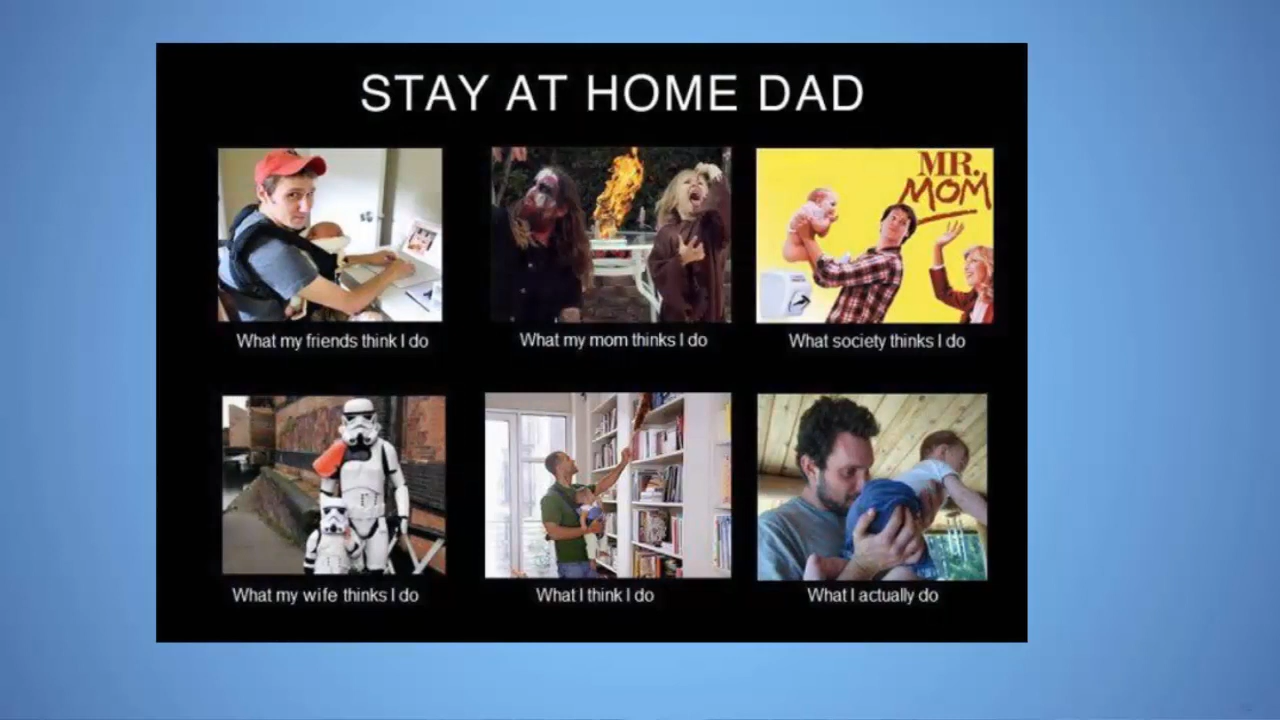 STAY AT HOME DAD
MR.
MOM
What my friends think I do
What my mom thinks I do
What society thinks I do
What my wife thinks I do
What I think I do
What I actually do